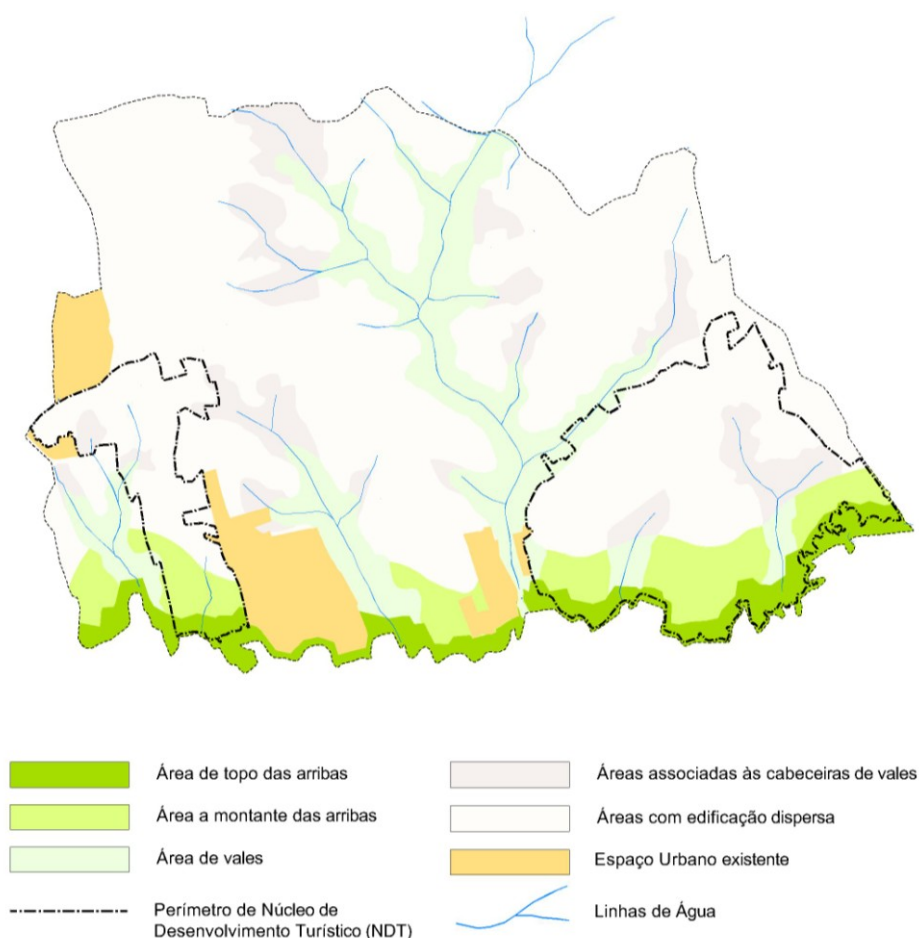 Área de topo das arribas
Área a montante das arribas
Área de vales
Perímetro de Núcleo de
Desenvolvimento Turístico (NDT)
Áreas associadas às cabeceiras de vales
Áreas com edificação dispersa
Espaço Urbano existente
Linhas de Água